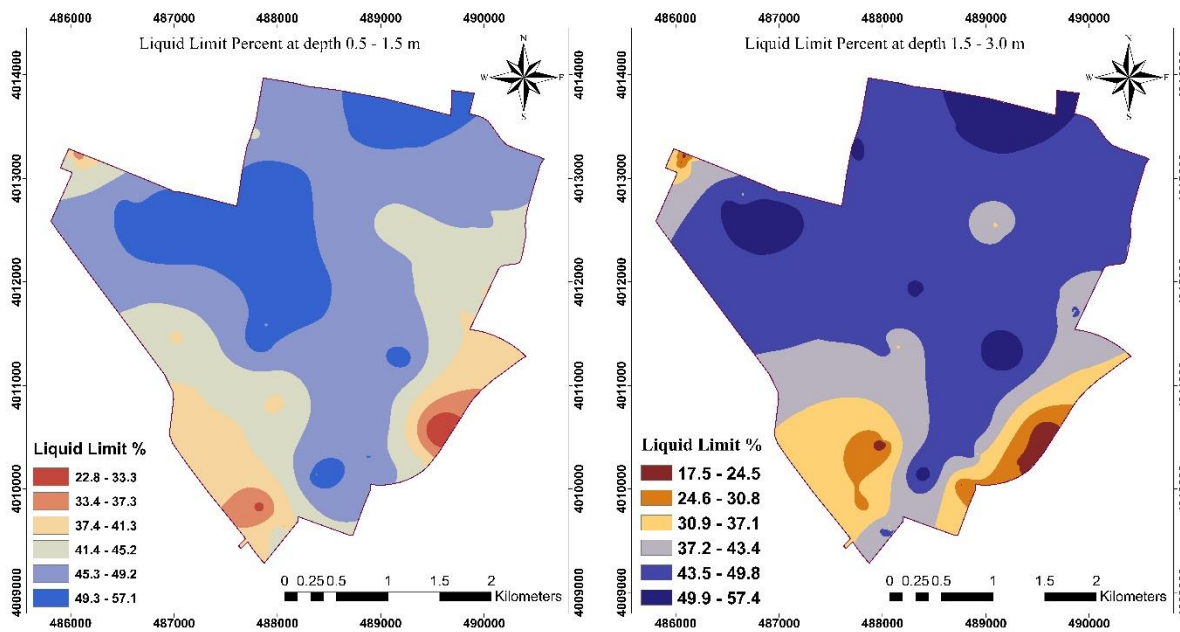 486000 487000 488000 489000 490000
Liquid Limit Percent at depth 0.5 - 1.5 m
N
W E
S
4014000
4013000
4012000
4011000
4010000
4009000
Liquid Limit %
22.8 - 33.3
33.4 - 37.3
37.4 - 41.3
41.4 - 45.2
45.3 - 49.2
49.3 - 57.1
0 0.25 0.5 1 1.5 2
Kilometers
4014000
4013000
4012000
4011000
4010000
4009000
486000 487000 488000 489000 490000
486000 487000 488000 489000 490000
Liquid Limit Percent at depth 1.5 - 3.0 m
N
W E
S
Liquid Limit %
17.5 - 24.5
24.6 - 30.8
30.9 - 37.1
37.2 - 43.4
43.5 - 49.8
49.9 - 57.4
0 0.25 0.5 1 1.5 2
Kilometers
486000 487000 488000 489000 490000